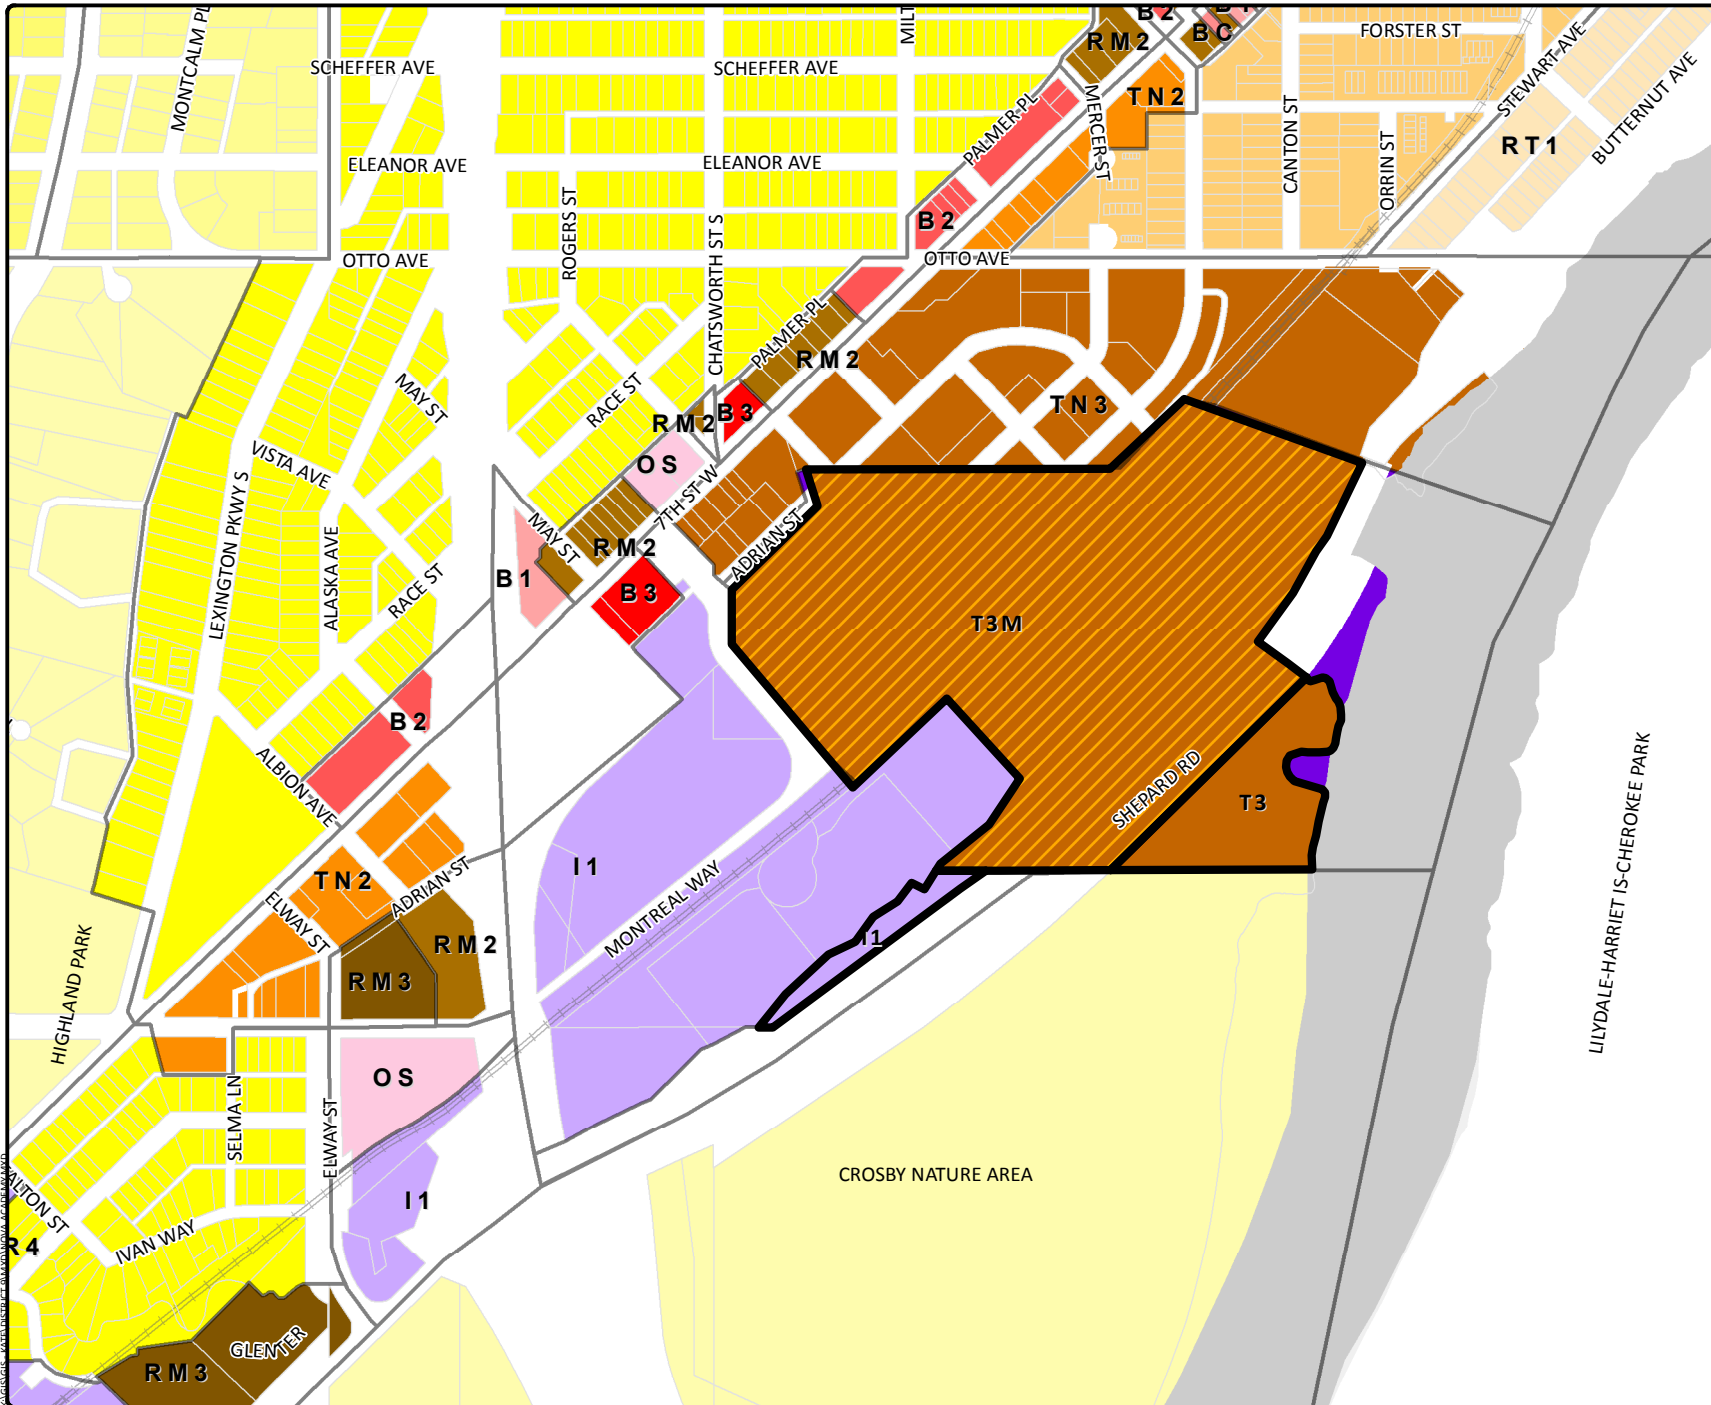 B 2
B C
R M 2
FORSTER ST
MONTCALM PL
MILT
SCHEFFER AVE
SCHEFFER AVE
STEWART AVE
BUTTERNUT AVE
T N 2
PALMER PL
MERCER ST
CANTON ST
ORRIN ST
R T 1
ELEANOR AVE
ELEANOR AVE
ROGERS ST
CHATSWORTH ST S
B 2
OTTO AVE
OTTO AVE
PALMER PL
R M 2
MAY ST
RACE ST
R M 2
B 3
T N 3
VISTA AVE
O S
7TH ST W
LEXINGTON PKWY S
ALASKA AVE
MAY ST
R M 2
ADRIAN ST
RACE ST
B 1
B 3
T3M
B 2
ALBION AVE
SHEPARD RD
T3
LILYDALE-HARRIET IS-CHEROKEE PARK
I 1
T N 2
ADRIAN ST
ELWAY ST
MONTREAL WAY
R M 2
I1
HIGHLAND PARK
R M 3
O S
SELMA LN
ELWAY ST
CROSBY NATURE AREA
ALTON ST
I 1
IVAN WAY
R 4
GLENTER
R M 3